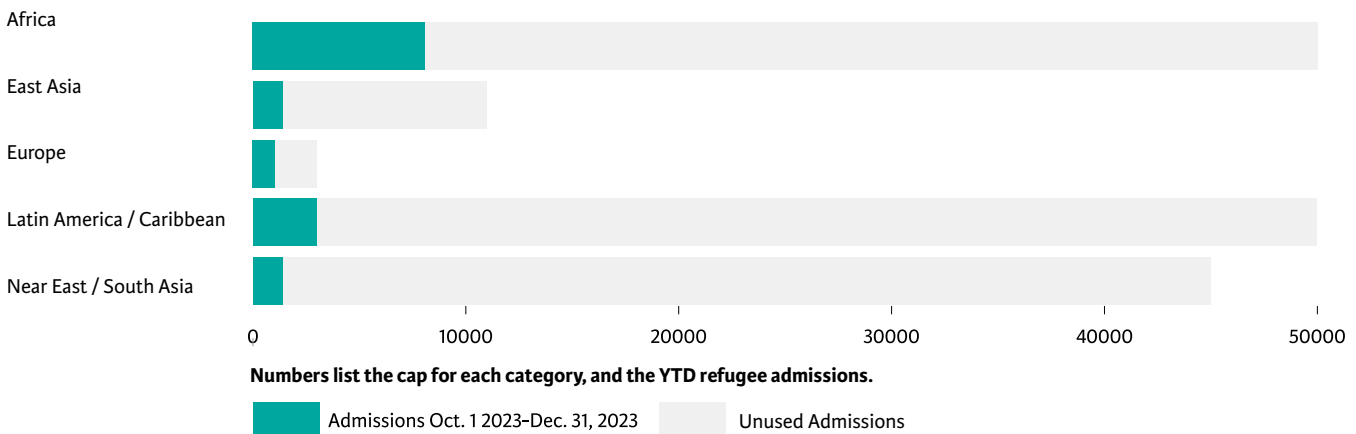 Africa
East Asia
Europe
Latin America / Caribbean
Near East / South Asia
0 10000 20000 30000 40000 50000
Numbers list the cap for each category, and the YTD refugee admissions.
Admissions Oct. 1 2023–Dec. 31, 2023 Unused Admissions